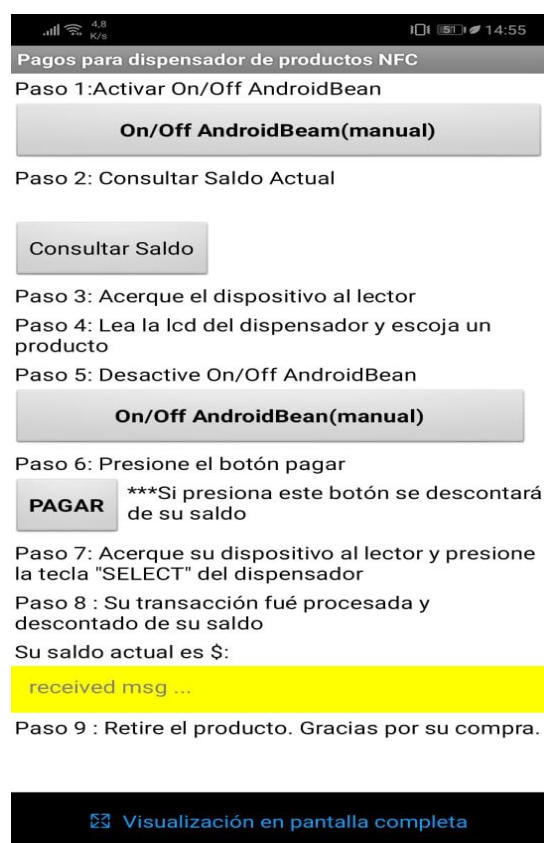 4,8
K/s
51
14:55
Pagos para dispensador de productos NFC
Paso 1:Activar On/Off AndroidBean
On/Off AndroidBeam(manual)
Paso 2: Consultar Saldo Actual
Consultar Saldo
Paso 3: Acerque el dispositivo al lector
Paso 4: Lea la lcd del dispensador y escoja un
producto
Paso 5: Desactive On/Off AndroidBean
On/Off AndroidBean(manual)
Paso 6: Presione el botón pagar
PAGAR
***Si presiona este botón se descontará
de su saldo
Paso 7: Acerque su dispositivo al lector y presione
la tecla "SELECT" del dispensador
Paso 8 : Su transacción fué procesada y
descontado de su saldo
Su saldo actual es $:
received msg ...
Paso 9 : Retire el producto. Gracias por su compra.
Visualización en pantalla completa